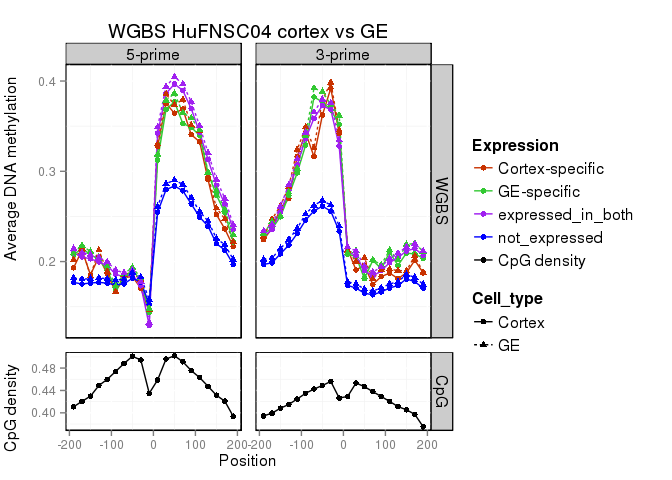 WGBS HuFNSC04 cortex vs GE
5-prime
3-prime
Average DNA methylation
0.4
0.3
0.2
WGBS
CpG density
0.48
0.44
0.40
CpG
-200 -100 0 100 200
-200 -100 0 100 200
Position
Expression
Cortex-specific
GE-specific
expressed_in_both
not_expressed
CpG density
Cell_type
Cortex
GE